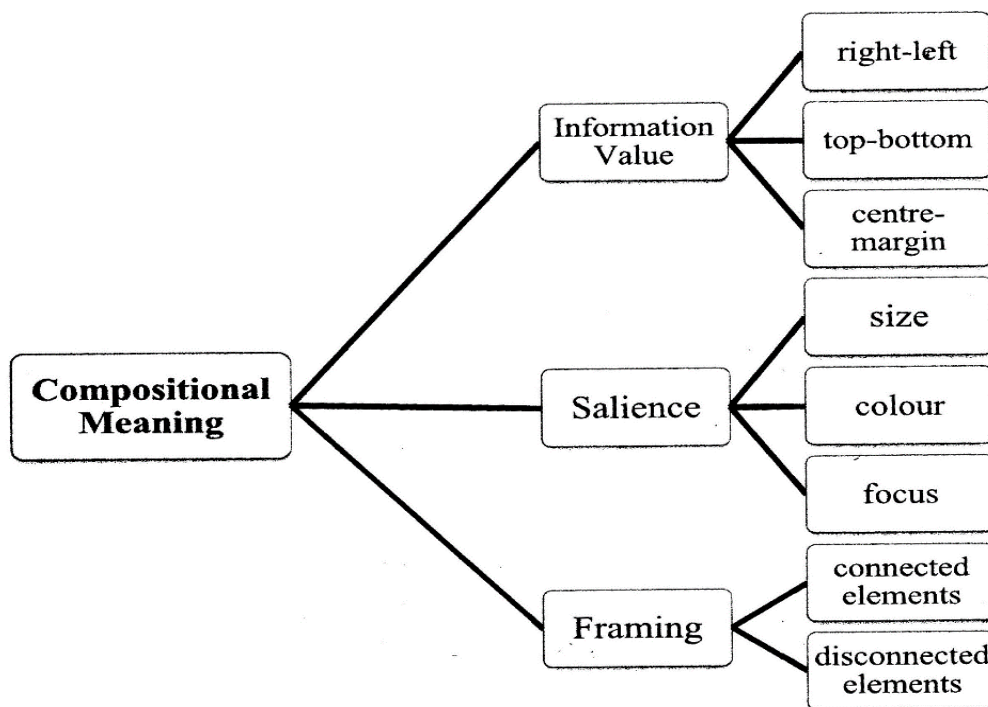 Compositional
Meaning
Information
Value
right-left
top-bottom
centre-
margin
Salience
size
colour
focus
Framing
connected
elements
disconnected
elements